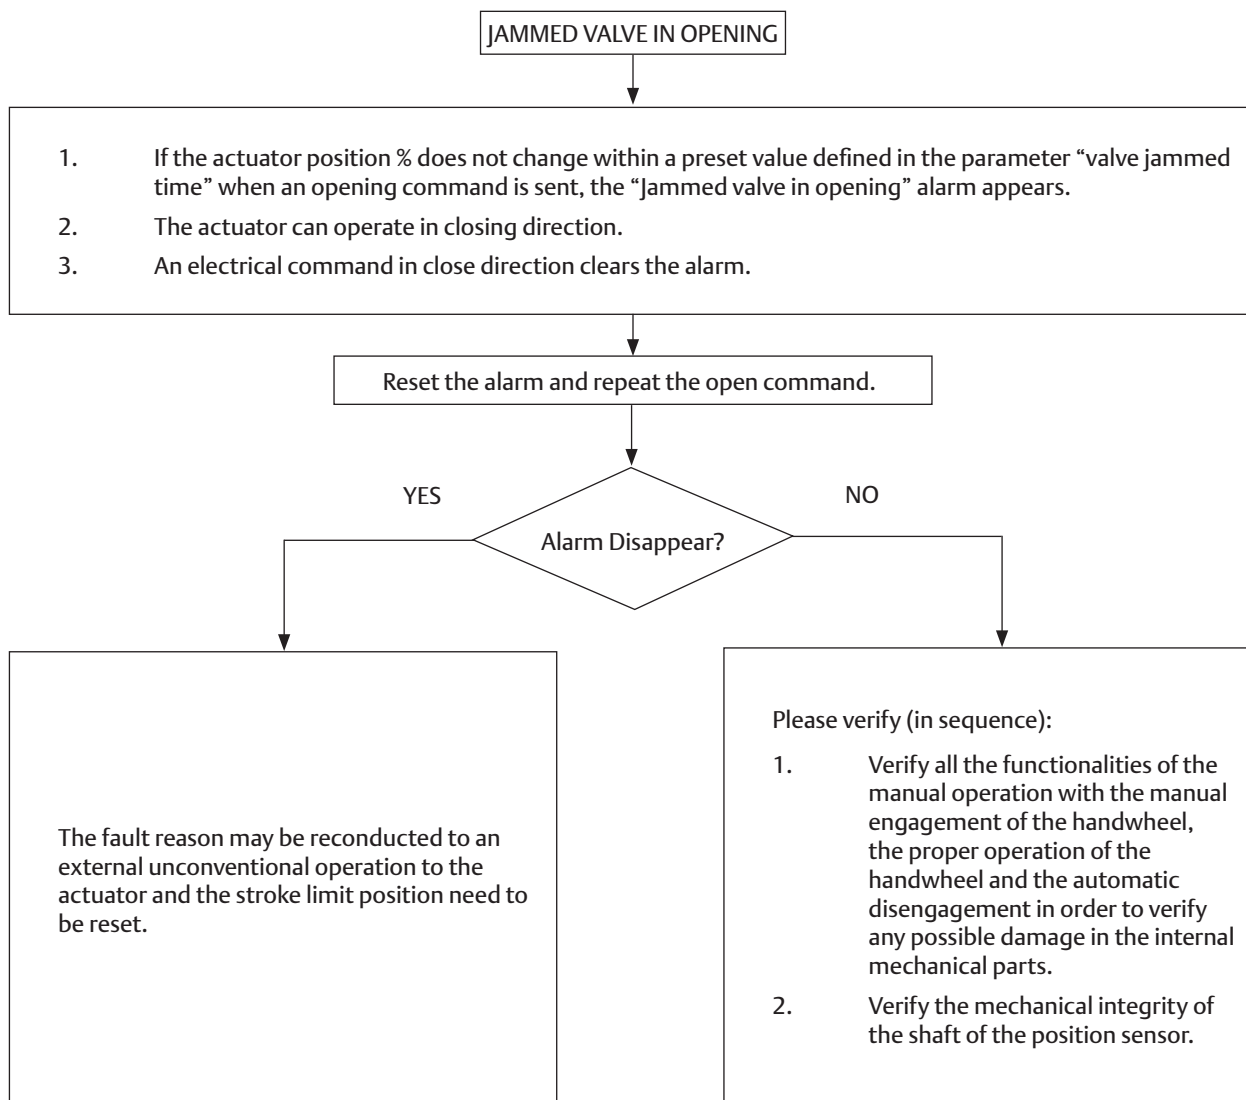 JAMMED VALVE IN OPENING
1. If the actuator position % does not change within a preset value defined in the parameter “valve jammed
time” when an opening command is sent, the “Jammed valve in opening” alarm appears.
2. The actuator can operate in closing direction.
3. An electrical command in close direction clears the alarm.
Reset the alarm and repeat the open command.
YES
NO
Alarm Disappear?
The fault reason may be reconducted to an
external unconventional operation to the
actuator and the stroke limit position need to
be reset.
Please verify (in sequence):
1. Verify all the functionalities of the
manual operation with the manual
engagement of the handwheel,
the proper operation of the
handwheel and the automatic
disengagement in order to verify
any possible damage in the internal
mechanical parts.
2. Verify the mechanical integrity of
the shaft of the position sensor.